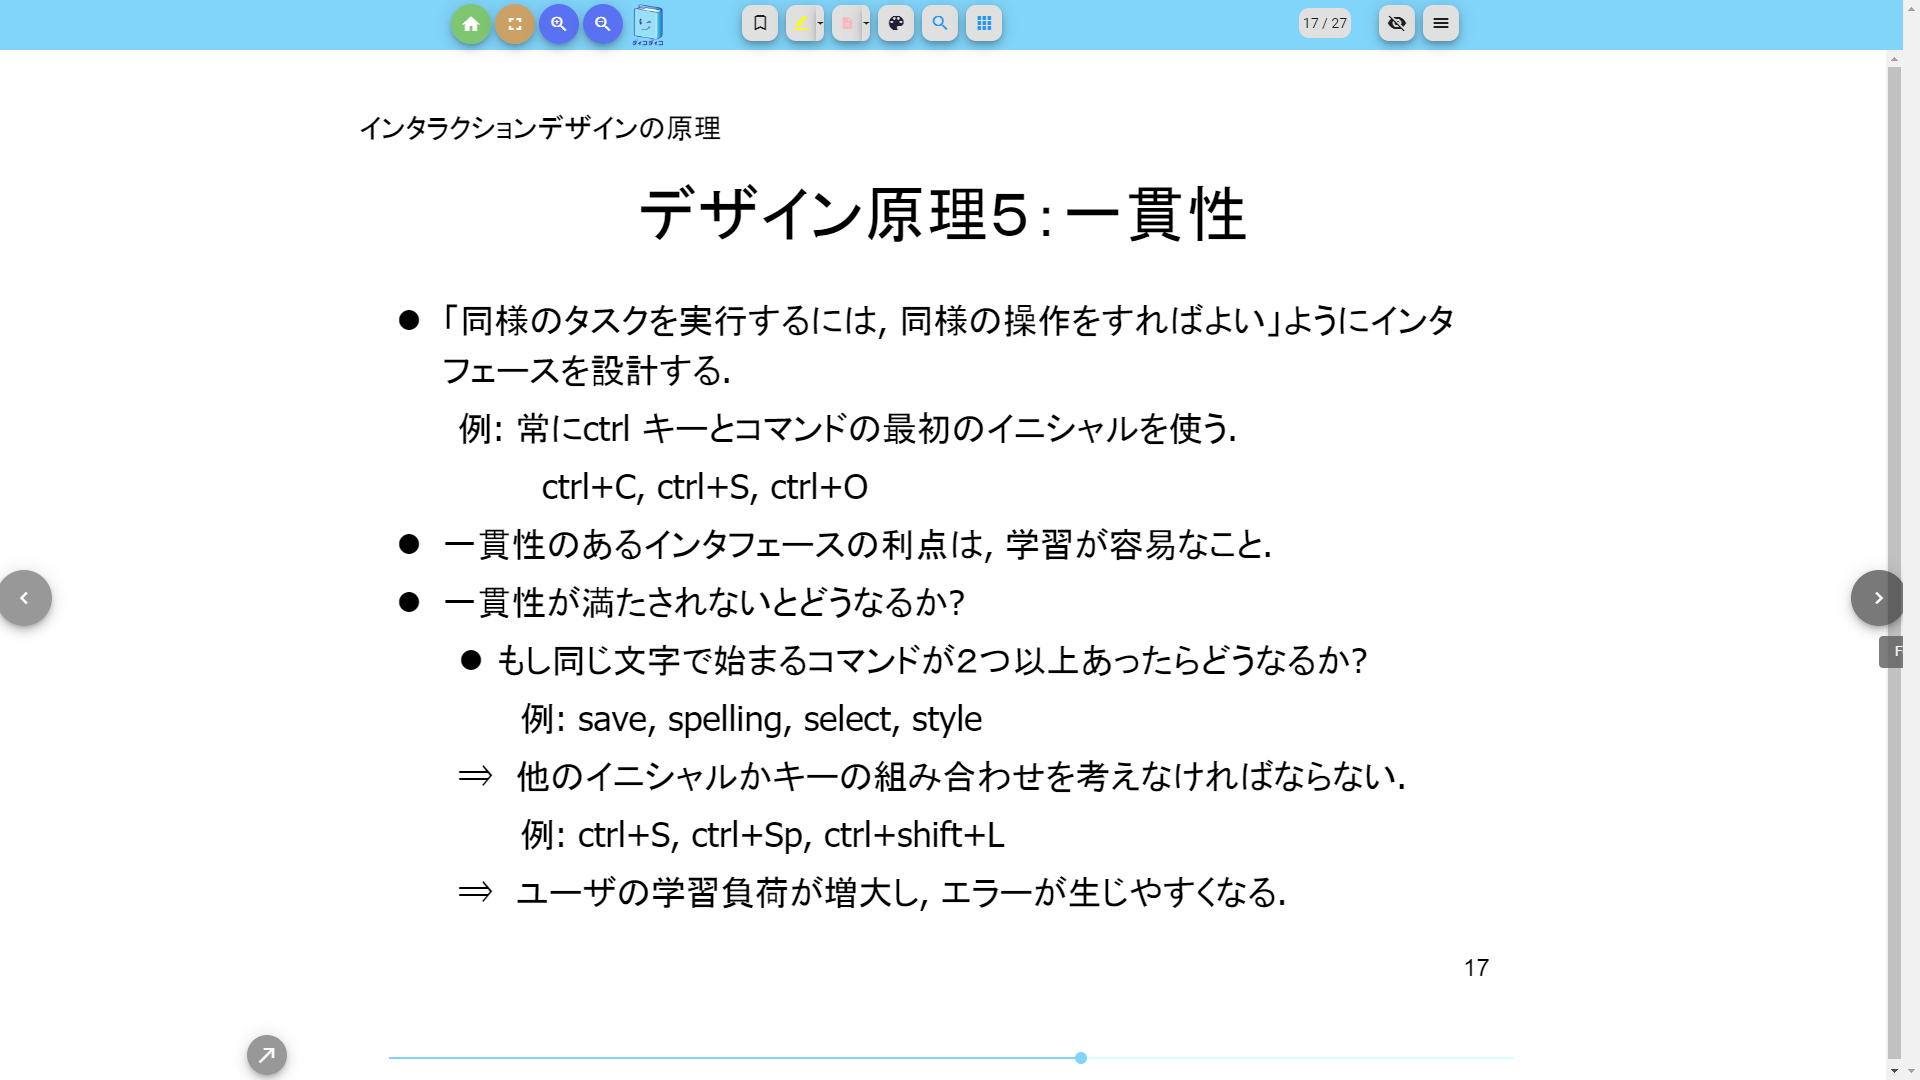 ダイコダイコ
17 / 27
インタラクションデザインの原理
デザイン原理５：一貫性
● 「同様のタスクを実行するには, 同様の操作をすればよい」ようにインタ
フェースを設計する.
例: 常にctrl キーとコマンドの最初のイニシャルを使う.
ctrl+C, ctrl+S, ctrl+O
● 一貫性のあるインタフェースの利点は, 学習が容易なこと.
● 一貫性が満たされないとどうなるか?
● もし同じ文字で始まるコマンドが２つ以上あったらどうなるか?
例: save, spelling, select, style
⇒ 他のイニシャルかキーの組み合わせを考えなければならない.
例: ctrl+S, ctrl+Sp, ctrl+shift+L
⇒ ユーザの学習負荷が増大し, エラーが生じやすくなる.
F
17